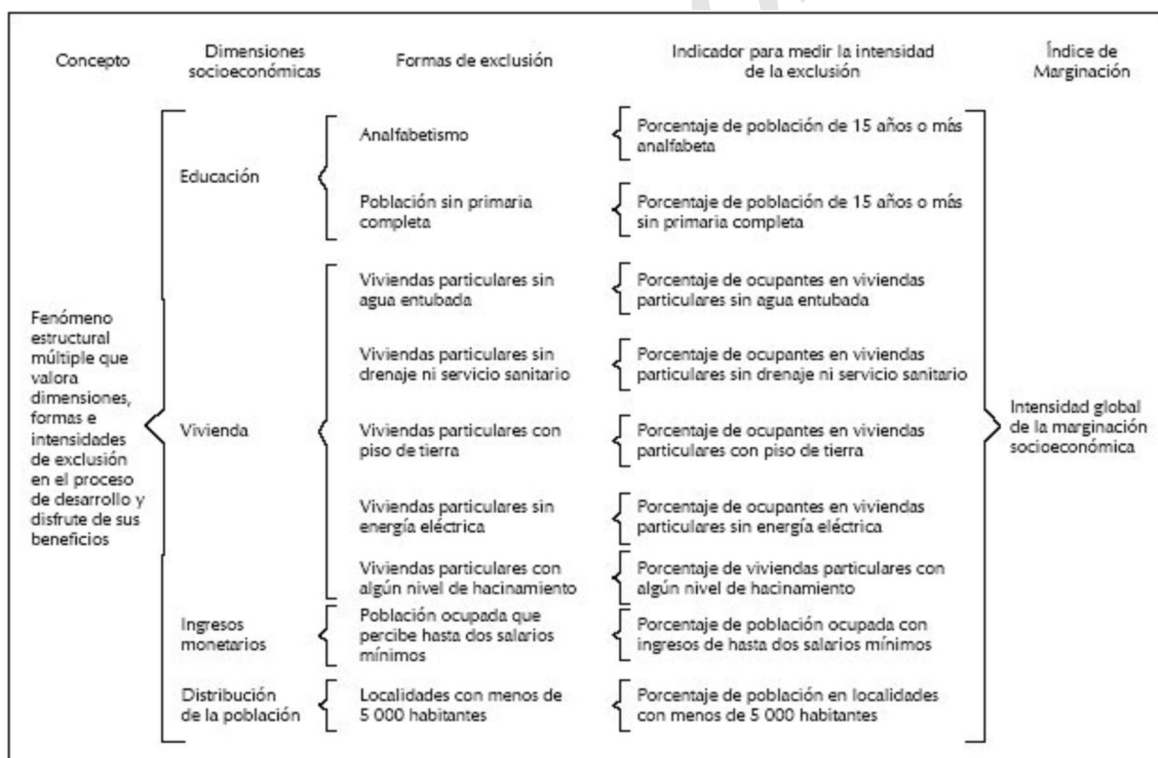 Concepto
Dimensiones
socioeconómicas
Formas de exclusión
Indicador para medir la intensidad
de la exclusión
Índice de
Marginación
Fenómeno
estructural
múltiple que
valora
dimensiones,
formas e
intensidades
de exclusión
en el proceso
de desarrollo y
disfrute de sus
beneficios
Educación
Analfabetismo
Porcentaje de población de 15 años o más
analfabeta
Población sin primaria
completa
Porcentaje de población de 15 años o más
sin primaria completa
Vivienda
Viviendas particulares sin
agua entubada
Porcentaje de ocupantes en viviendas
particulares sin agua entubada
Viviendas particulares sin
drenaje ni servicio sanitario
Porcentaje de ocupantes en viviendas
particulares sin drenaje ni servicio sanitario
Viviendas particulares con
piso de tierra
Porcentaje de ocupantes en viviendas
particulares con piso de tierra
Viviendas particulares sin
energía eléctrica
Porcentaje de ocupantes en viviendas
particulares sin energía eléctrica
Viviendas particulares con
algún nivel de hacinamiento
Porcentaje de viviendas particulares con
algún nivel de hacinamiento
Ingresos
monetarios
Población ocupada que
percibe hasta dos salarios
mínimos
Porcentaje de población ocupada con
ingresos de hasta dos salarios mínimos
Distribución
de la población
Localidades con menos de
5 000 habitantes
Porcentaje de población en localidades
con menos de 5 000 habitantes
Intensidad global
de la marginación
socioeconómica